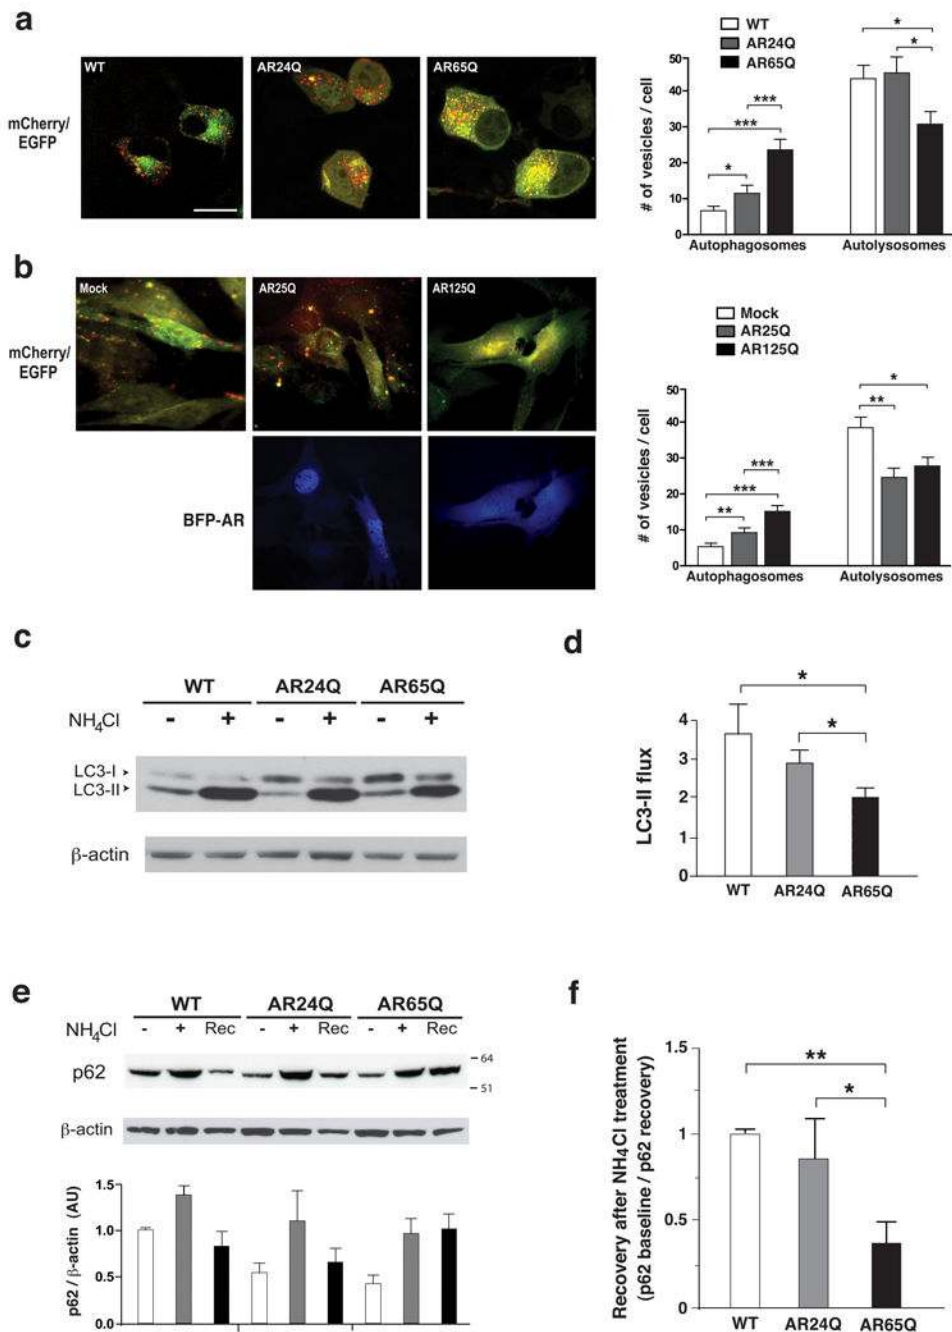 a
WT
AR24Q
AR65Q
mCherry/
EGFP
WT
AR24Q
AR65Q
# of vesicles / cell
50
40
30
20
10
0
*
***
***
*
*
Autophagosomes
Autolysosomes
b
Mock
AR25Q
AR125Q
mCherry/
EGFP
BFP-AR
Mock
AR25Q
AR125Q
# of vesicles / cell
50
40
30
20
10
0
**
***
***
**
*
Autophagosomes
Autolysosomes
c
WT AR24Q AR65Q
NH4Cl - + - + - +
LC3-I
LC3-II
β-actin
d
LC3-II flux
4
3
2
1
0
*
*
WT AR24Q AR65Q
e
WT AR24Q AR65Q
NH4Cl - + Rec - + Rec - + Rec
p62
64
51
β-actin
p62 / β-actin (AU)
1.5
1.0
0.5
0.0
f
Recovery after NH4Cl treatment
(p62 baseline / p62 recovery)
1
0.5
0
**
*
WT AR24Q AR65Q